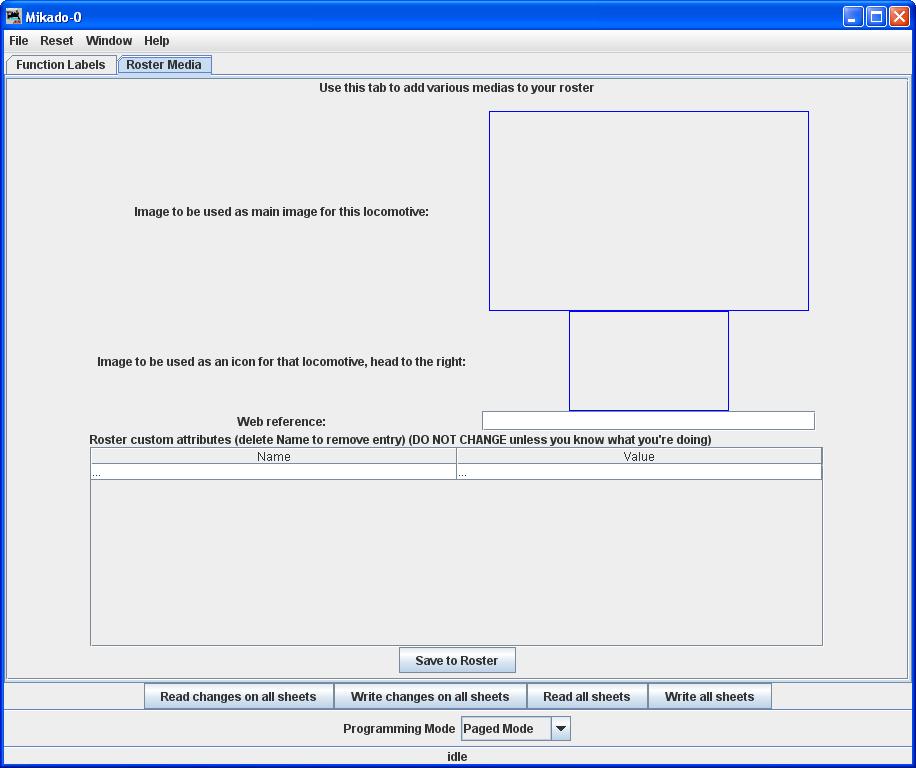 Mikado-0
File Reset Window Help
Function Labels Roster Media
Use this tab to add various medias to your roster
Image to be used as main image for this locomotive:
Image to be used as an icon for that locomotive, head to the right:
Web reference:
Roster custom attributes (delete Name to remove entry) (DO NOT CHANGE unless you know what you're doing)
Name Value
... ...
Save to Roster
Read changes on all sheets Write changes on all sheets Read all sheets Write all sheets
Programming Mode Paged Mode
idle